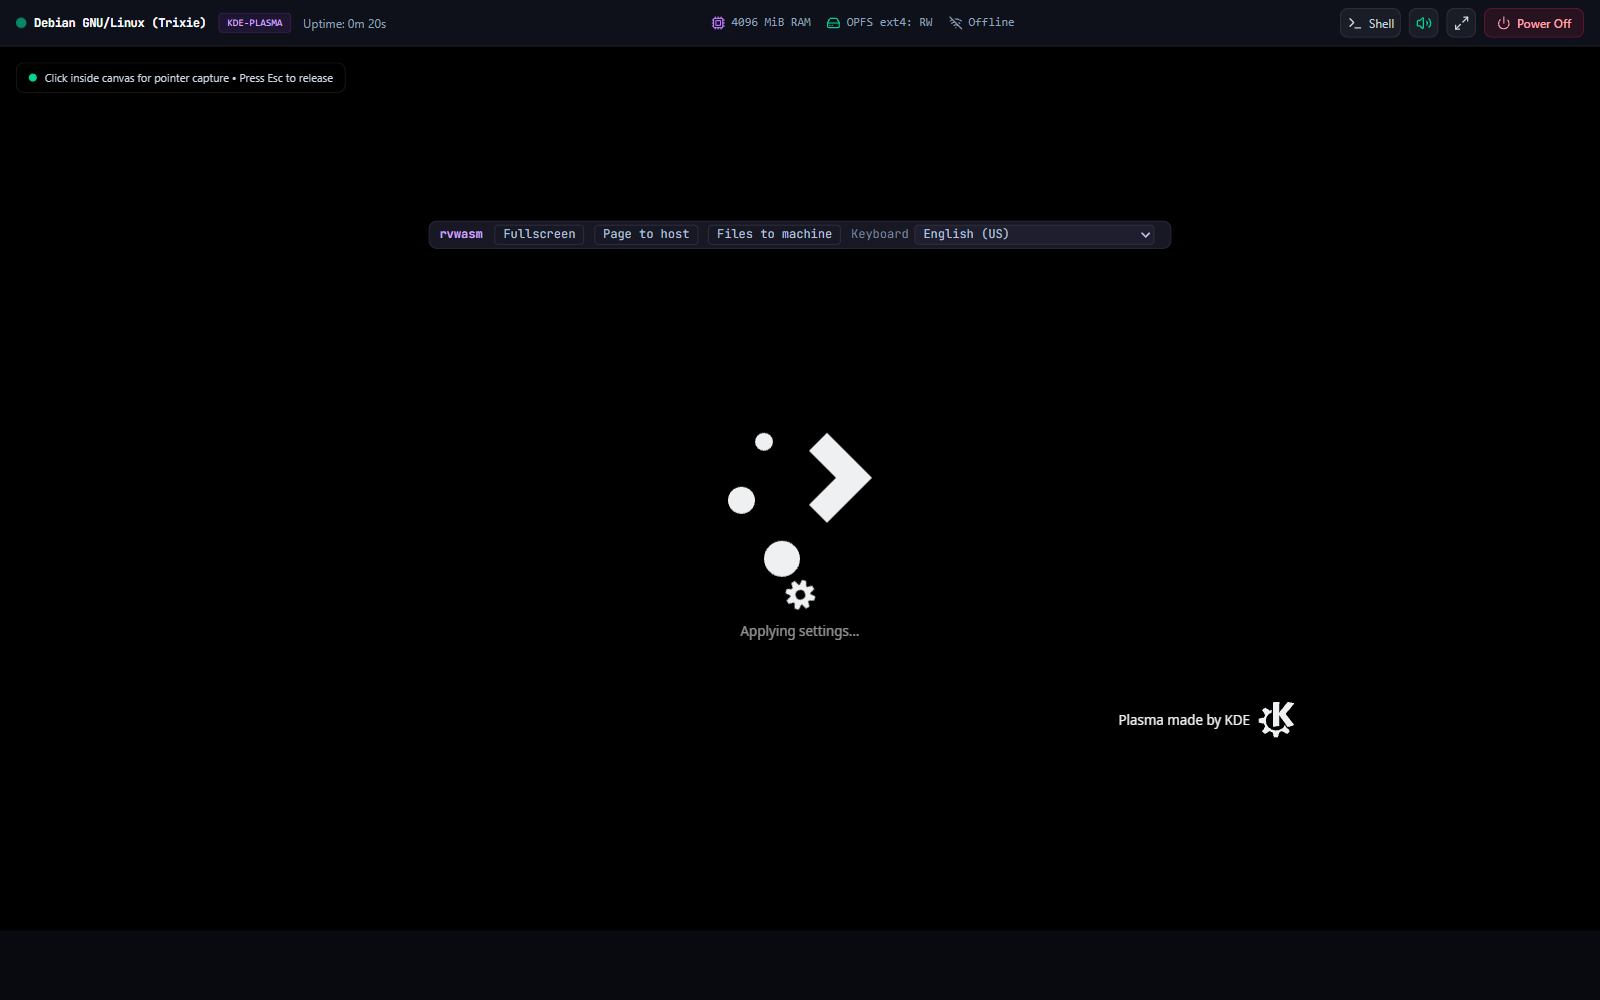 Debian GNU/Linux (Trixie) KDE-PLASMA Uptime: 0m 20s 4096 MiB RAM OPFS ext4: RW Offline Shell Power Off
Click inside canvas for pointer capture • Press Esc to release
rvwasm Fullscreen Page to host Files to machine Keyboard English (US)
Applying settings...
Plasma made by KDE